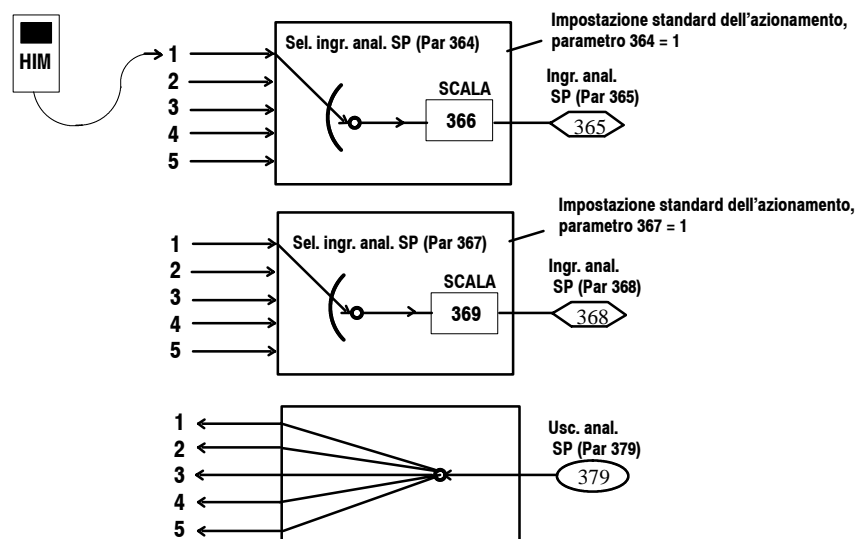 HIM
1
2
3
4
5
Sel ingr. anal. SP (Par 364)
SCALA
366
Impostazione standard dell'azionamento,
parametro 364 = 1
Ingr. anal.
SP (Par 365)
365
1
2
3
4
5
Sel. ingr. anal. SP (Par 367)
SCALA
369
Impostazione standard dell'azionamento,
parametro 367 = 1
Ingr. anal.
SP (Par 368)
368
1
2
3
4
5
Usc. anal.
SP (Par 379)
379